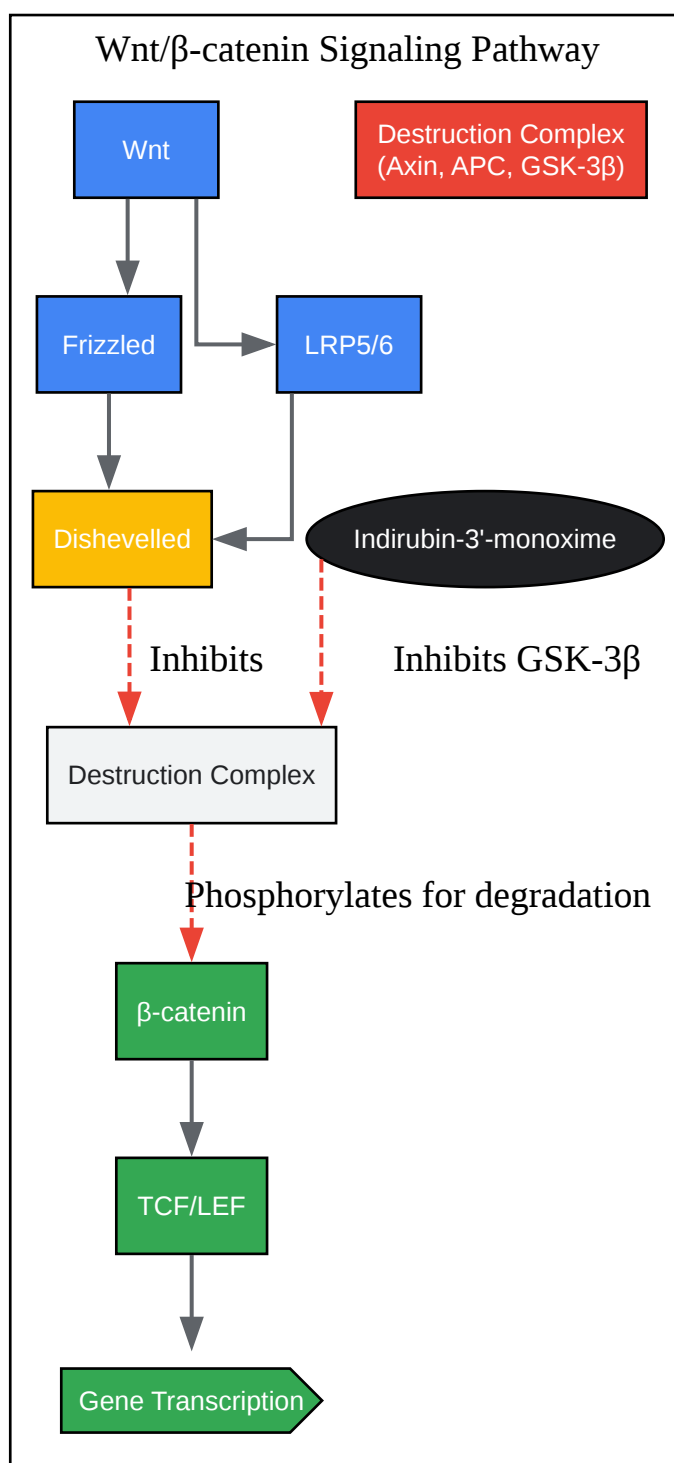 Wnt/β-catenin Signaling Pathway
Wnt
Destruction Complex
(Axin, APC, GSK-3β)
Frizzled
LRP5/6
Dishevelled
Indirubin-3'-monoxime
Inhibits
Inhibits GSK-3β
Destruction Complex
Phosphorylates for degradation
β-catenin
TCF/LEF
Gene Transcription